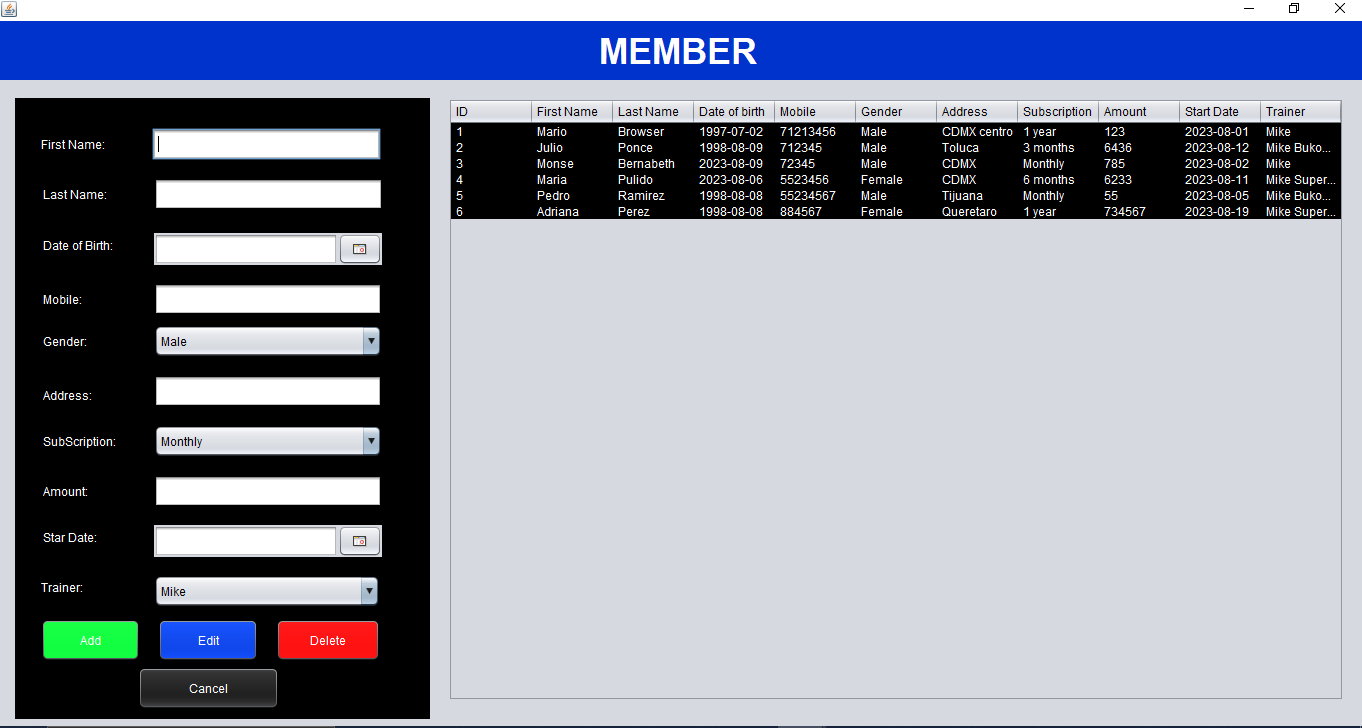 MEMBER
First Name:
Last Name:
Date of Birth:
Mobile:
Gender: Male
Address:
SubScription: Monthly
Amount:
Star Date:
Trainer: Mike
Add Edit Delete
Cancel
ID First Name Last Name Date of birth Mobile Gender Address Subscription Amount Start Date Trainer
1 Mario Browser 1997-07-02 71213456 Male CDMX centro 1 year 123 2023-08-01 Mike
2 Julio Ponce 1998-08-09 712345 Male Toluca 3 months 6436 2023-08-12 Mike Buko...
3 Monse Bernabeth 2023-08-09 72345 Male CDMX Monthly 785 2023-08-02 Mike
4 Maria Pulido 2023-08-06 5523456 Female CDMX 6 months 6233 2023-08-11 Mike Super...
5 Pedro Ramirez 1998-08-08 55234567 Male Tijuana Monthly 55 2023-08-05 Mike Buko...
6 Adriana Perez 1998-08-08 884567 Female Queretaro 1 year 734567 2023-08-19 Mike Super...